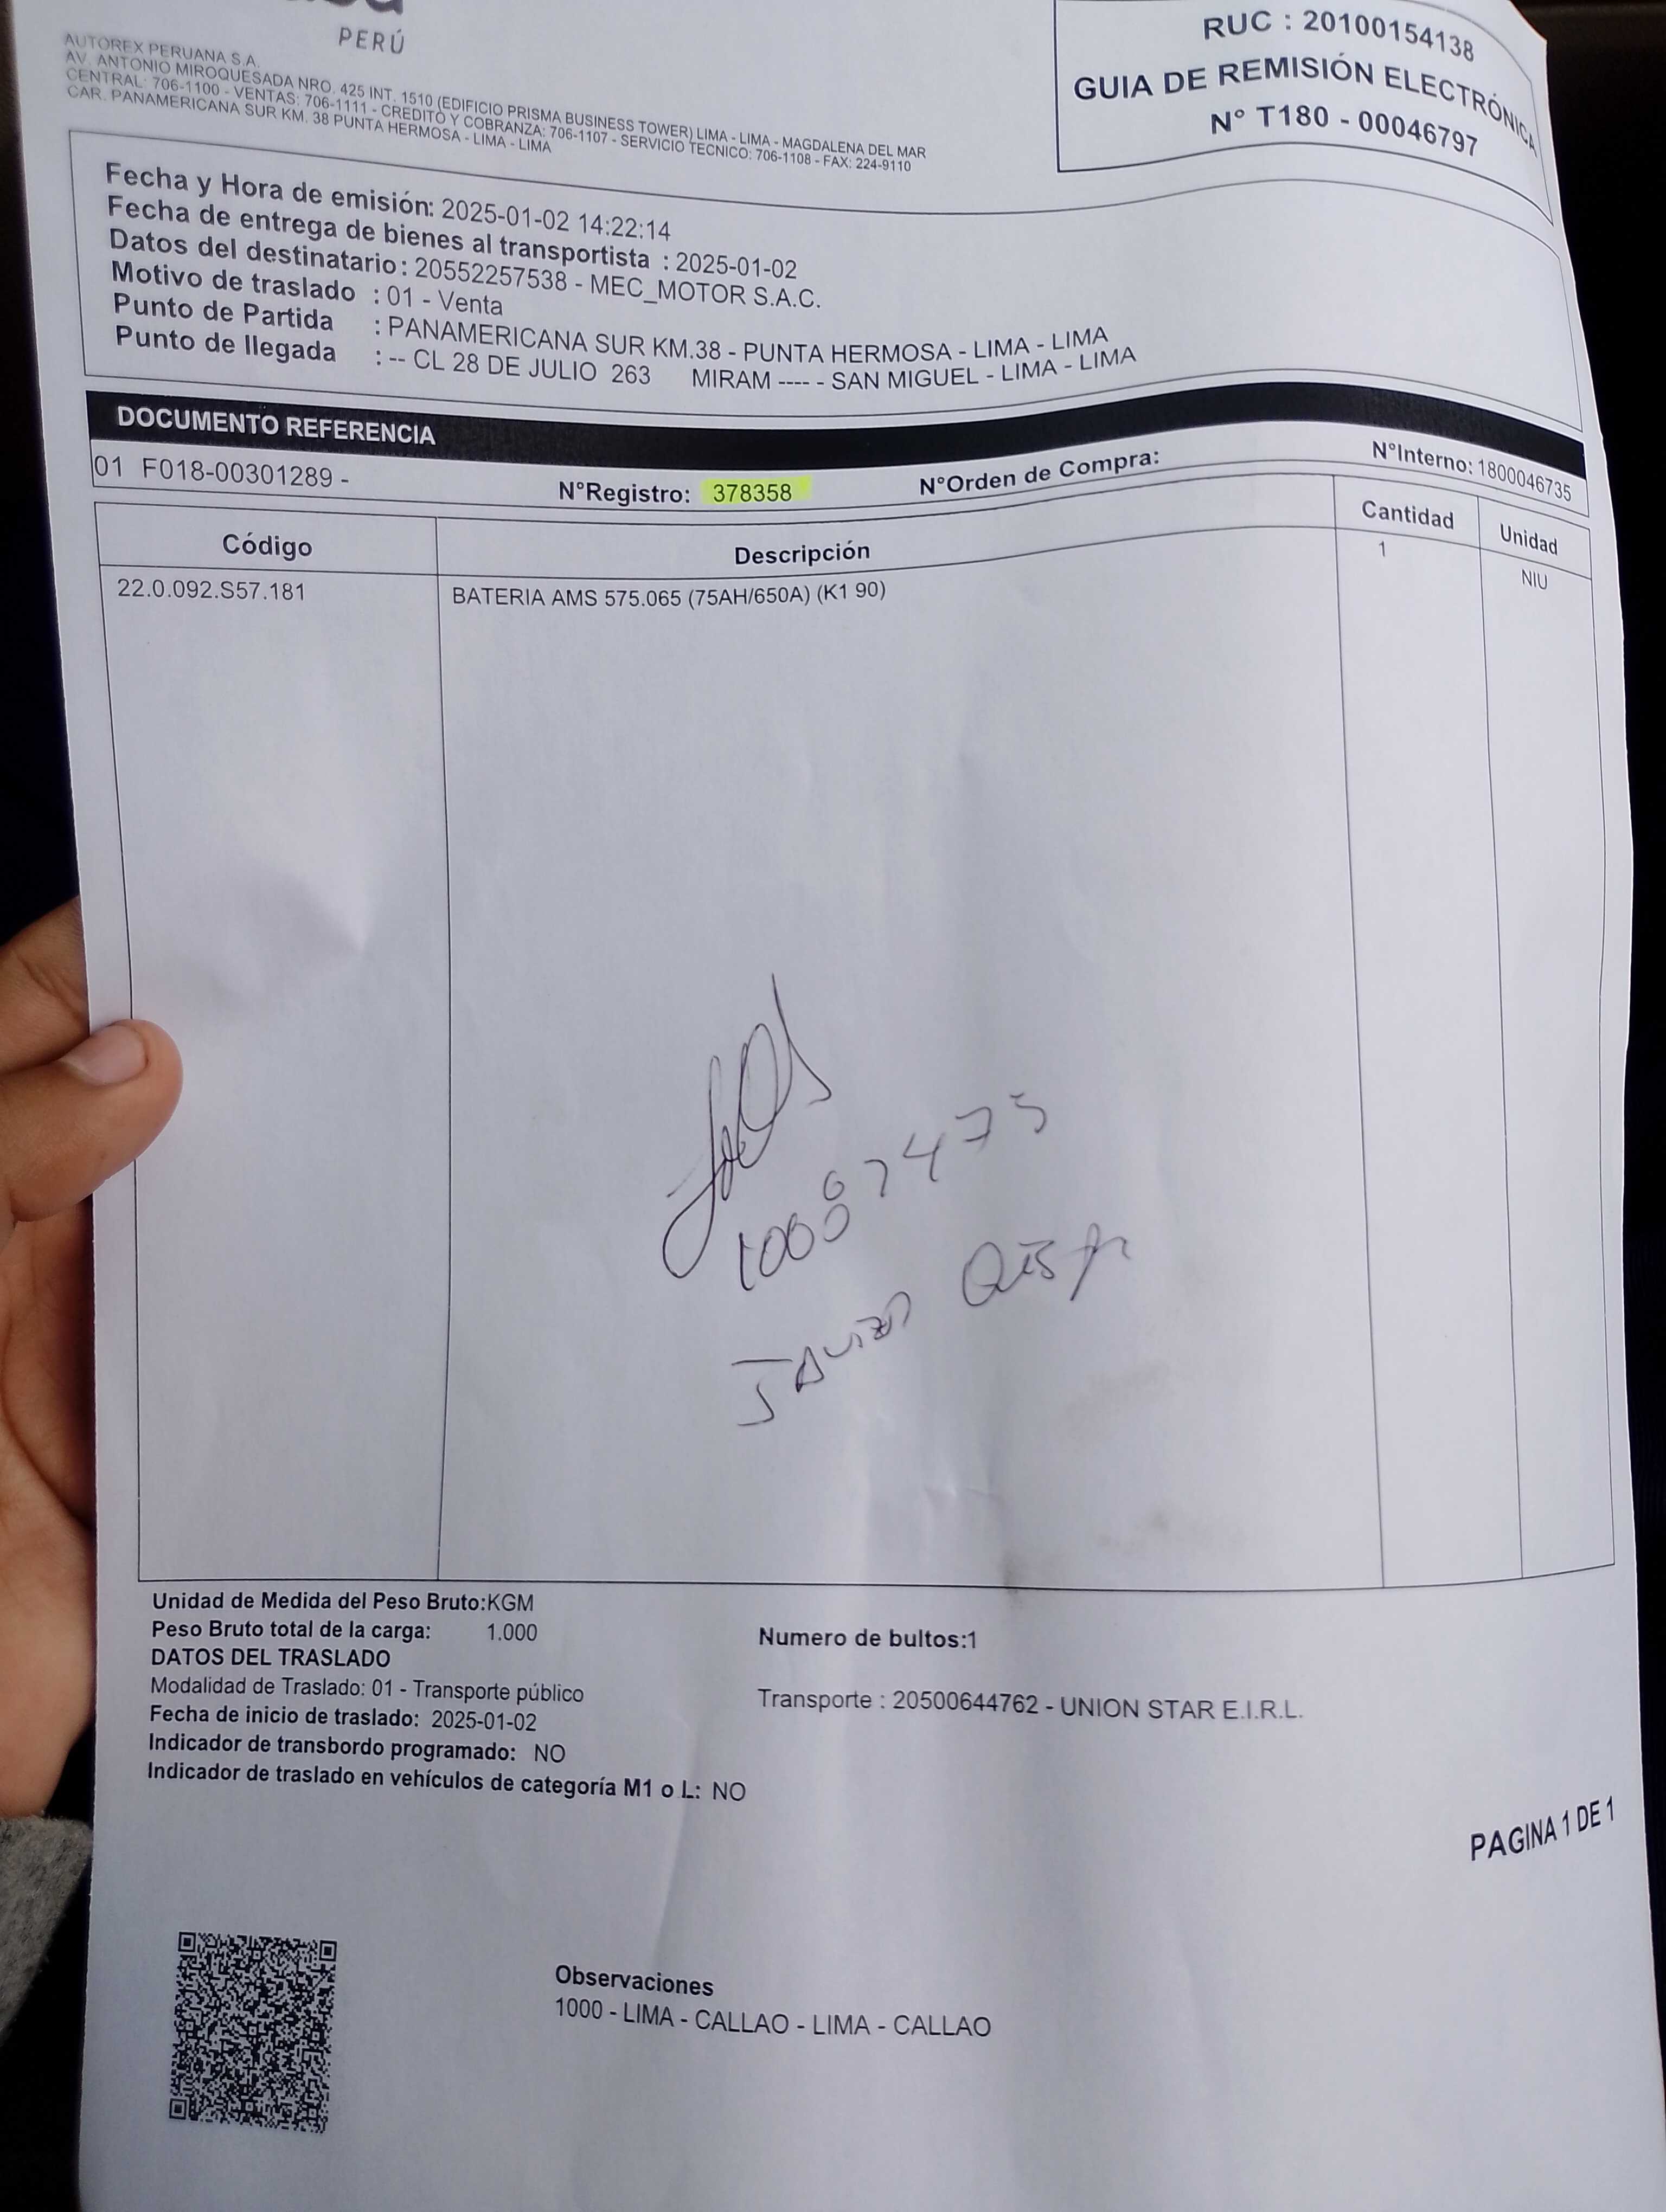 PERÚ
AUTOREX PERUANA S.A.
AV. ANTONIO MIROQUESADA NRO. 425 INT. 1510 (EDIFICIO PRISMA BUSINESS TOWER) LIMA - LIMA - MAGDALENA DEL MAR
CENTRAL: 706-1100 - VENTAS: 706-1111 - CREDITO Y COBRANZA: 706-1107 - SERVICIO TECNICO: 706-1108 - FAX: 224-9110
CAR. PANAMERICANA SUR KM. 38 PUNTA HERMOSA - LIMA - LIMA
RUC : 20100154138
GUIA DE REMISIÓN ELECTRÓNICA
N° T180 - 00046797
Fecha y Hora de emisión: 2025-01-02 14:22:14
Fecha de entrega de bienes al transportista : 2025-01-02
Datos del destinatario: 20552257538 - MEC_MOTOR S.A.C.
Motivo de traslado : 01 - Venta
Punto de Partida : PANAMERICANA SUR KM.38 - PUNTA HERMOSA - LIMA - LIMA
Punto de llegada : -- CL 28 DE JULIO 263 MIRAM ---- - SAN MIGUEL - LIMA - LIMA
DOCUMENTO REFERENCIA
01 F018-00301289 - N°Registro: 378358 N°Orden de Compra: N°Interno: 1800046735
Código Descripción Cantidad Unidad
22.0.092.S57.181 BATERIA AMS 575.065 (75AH/650A) (K1 90) 1 NIU
Unidad de Medida del Peso Bruto:KGM
Peso Bruto total de la carga: 1.000 Numero de bultos:1
DATOS DEL TRASLADO
Modalidad de Traslado: 01 - Transporte público Transporte : 20500644762 - UNION STAR E.I.R.L.
Fecha de inicio de traslado: 2025-01-02
Indicador de transbordo programado: NO
Indicador de traslado en vehículos de categoría M1 o L: NO
PAGINA 1 DE 1
Observaciones
1000 - LIMA - CALLAO - LIMA - CALLAO